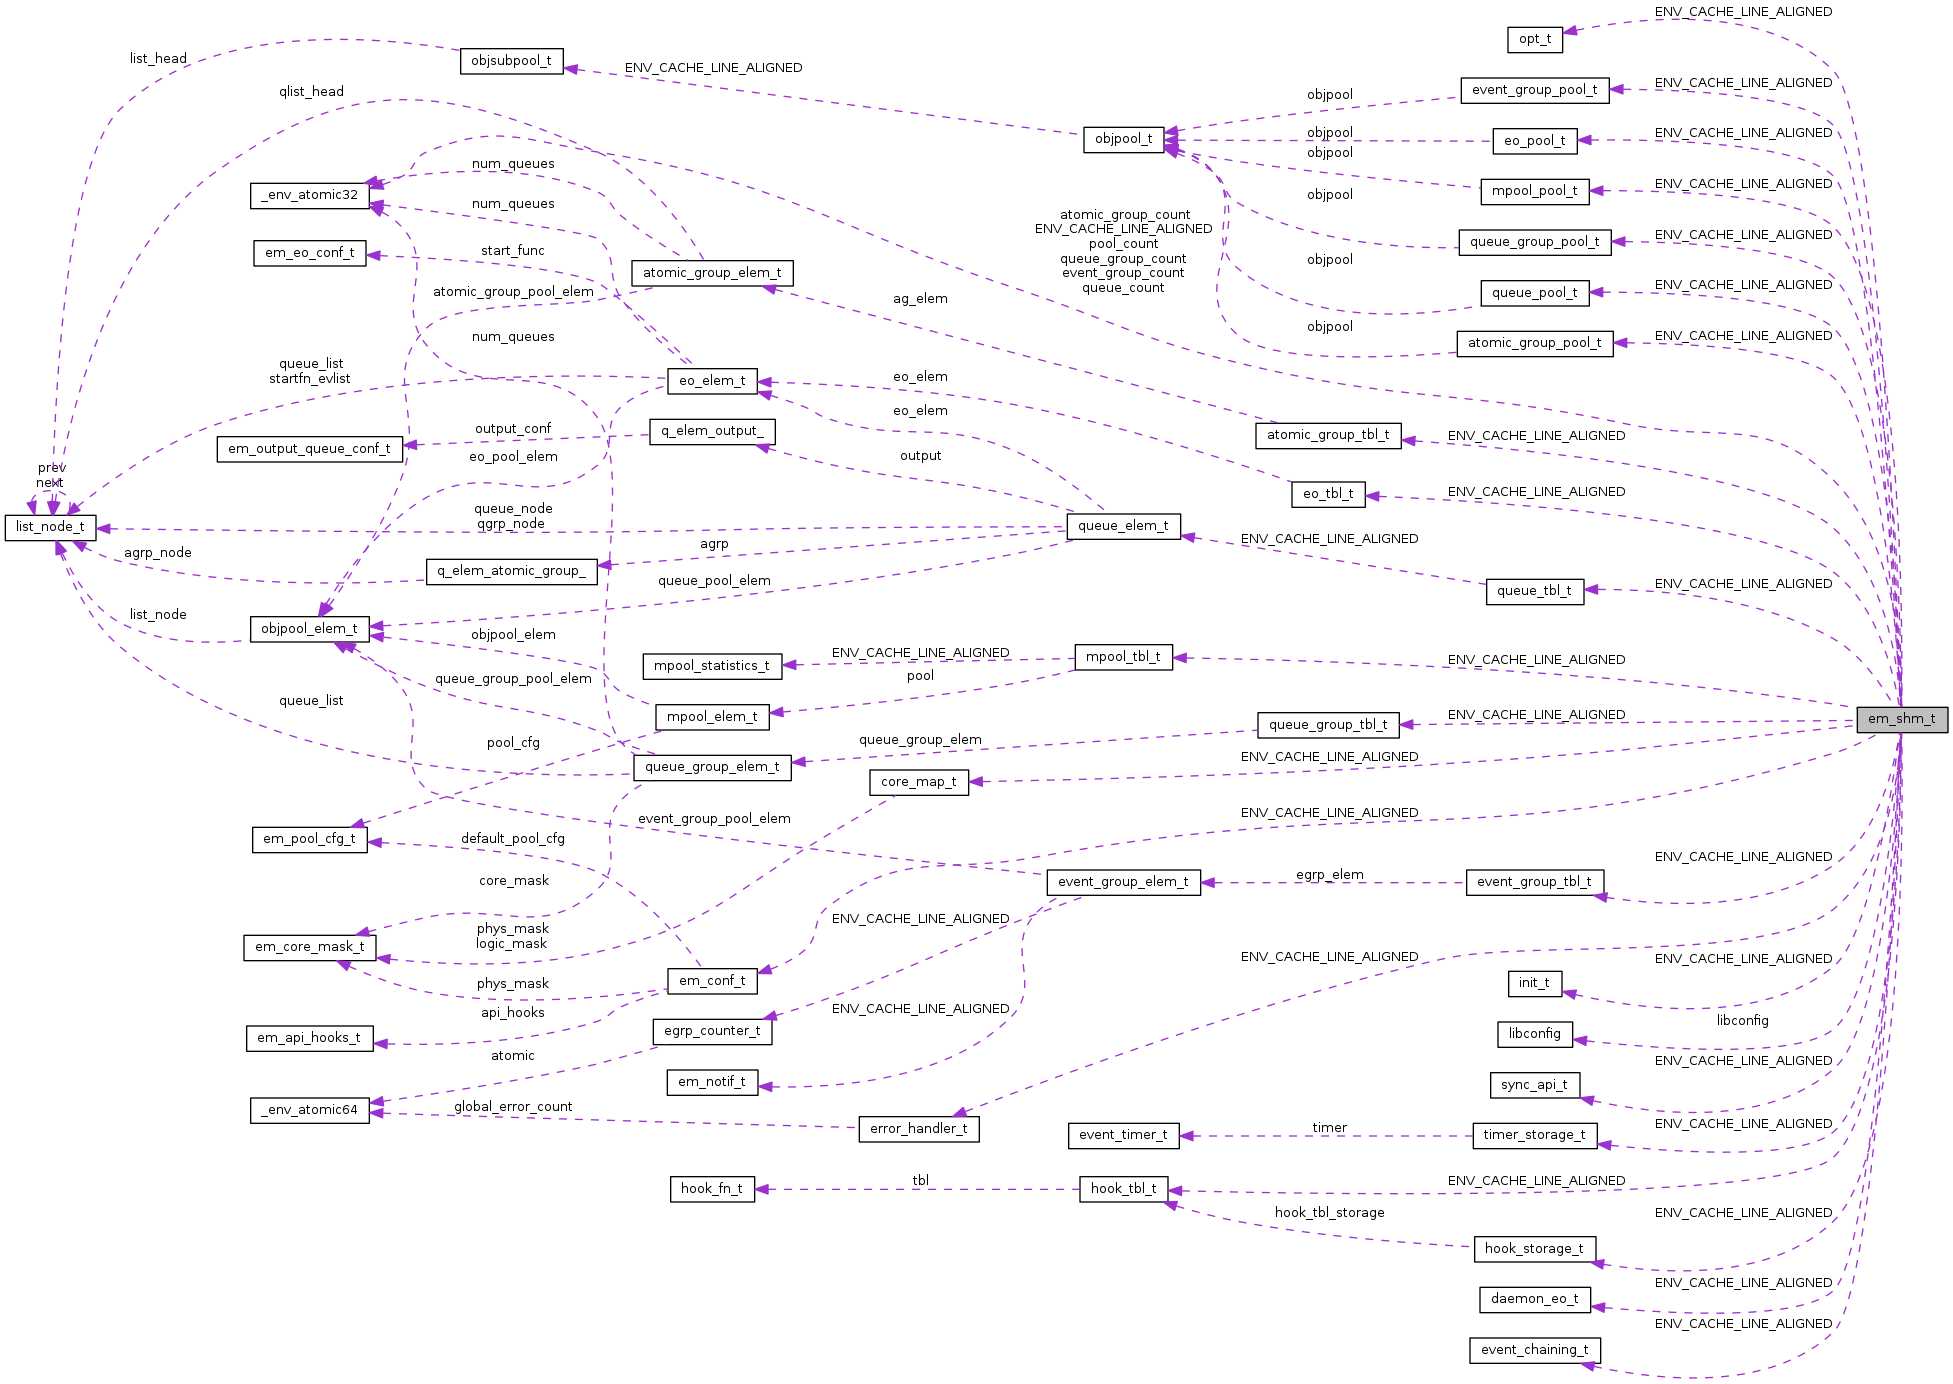 ENV_CACHE_LINE_ALIGNED
opt_t
list_head
objsubpool_t
ENV_CACHE_LINE_ALIGNED
ENV_CACHE_LINE_ALIGNED
event_group_pool_t
qlist_head
objpool
ENV_CACHE_LINE_ALIGNED
objpool
objpool_t
eo_pool_t
objpool
num_queues
ENV_CACHE_LINE_ALIGNED
mpool_pool_t
_env_atomic32
objpool
num_queues
atomic_group_count
ENV_CACHE_LINE_ALIGNED
pool_count
queue_group_count
event_group_count
queue_count
ENV_CACHE_LINE_ALIGNED
queue_group_pool_t
em_eo_conf_t
start_func
objpool
atomic_group_elem_t
ENV_CACHE_LINE_ALIGNED
queue_pool_t
atomic_group_pool_elem
ag_elem
objpool
num_queues
ENV_CACHE_LINE_ALIGNED
atomic_group_pool_t
queue_list
startfn_evlist
eo_elem_t
eo_elem
eo_elem
output_conf
q_elem_output_
atomic_group_tbl_t
ENV_CACHE_LINE_ALIGNED
em_output_queue_conf_t
eo_pool_elem
output
prev
next
eo_tbl_t
ENV_CACHE_LINE_ALIGNED
list_node_t
queue_node
qgrp_node
queue_elem_t
ENV_CACHE_LINE_ALIGNED
agrp
agrp_node
q_elem_atomic_group_
queue_pool_elem
queue_tbl_t
ENV_CACHE_LINE_ALIGNED
list_node
objpool_elem_t
objpool_elem
mpool_statistics_t
ENV_CACHE_LINE_ALIGNED
mpool_tbl_t
ENV_CACHE_LINE_ALIGNED
pool
queue_group_pool_elem
queue_list
mpool_elem_t
queue_group_tbl_t
ENV_CACHE_LINE_ALIGNED
em_shm_t
pool_cfg
queue_group_elem
queue_group_elem_t
core_map_t
ENV_CACHE_LINE_ALIGNED
ENV_CACHE_LINE_ALIGNED
event_group_pool_elem
em_pool_cfg_t
default_pool_cfg
ENV_CACHE_LINE_ALIGNED
core_mask
event_group_elem_t
egrp_elem
event_group_tbl_t
ENV_CACHE_LINE_ALIGNED
em_core_mask_t
phys_mask
logic_mask
ENV_CACHE_LINE_ALIGNED
ENV_CACHE_LINE_ALIGNED
phys_mask
em_conf_t
init_t
ENV_CACHE_LINE_ALIGNED
api_hooks
em_api_hooks_t
egrp_counter_t
libconfig
libconfig
atomic
ENV_CACHE_LINE_ALIGNED
em_notif_t
sync_api_t
_env_atomic64
global_error_count
error_handler_t
event_timer_t
timer
timer_storage_t
ENV_CACHE_LINE_ALIGNED
hook_fn_t
tbl
hook_tbl_t
ENV_CACHE_LINE_ALIGNED
hook_tbl_storage
ENV_CACHE_LINE_ALIGNED
hook_storage_t
ENV_CACHE_LINE_ALIGNED
daemon_eo_t
ENV_CACHE_LINE_ALIGNED
event_chaining_t